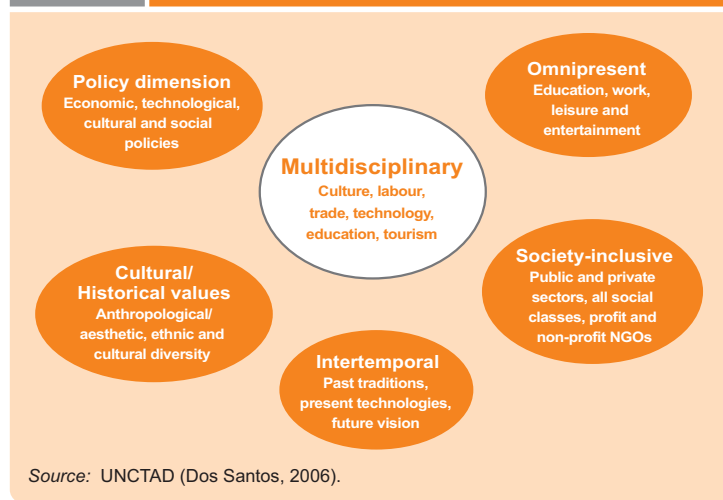 Policy dimension
Economic, technological,
cultural and social
policies
Omnipresent
Education, work,
leisure and
entertainment
Multidisciplinary
Culture, labour,
trade, technology,
education, tourism
Cultural/
Historical values
Anthropological/
aesthetic, ethnic and
cultural diversity
Society-inclusive
Public and private
sectors, all social
classes, profit and
non-profit NGOs
Intertemporal
Past traditions,
present technologies,
future vision
Source: UNCTAD (Dos Santos, 2006).